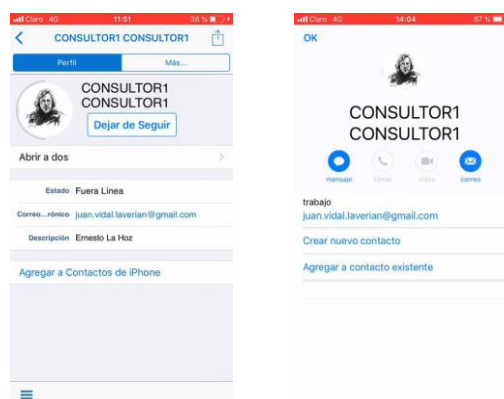 Claro 4G 11:51 38 %
CONSULTOR1 CONSULTOR1
Perfil Más...
CONSULTOR1
CONSULTOR1
Dejar de Seguir
Abrir a dos
Estado Fuera Linea
Correo...rónico juan.vidal.laverian@gmail.com
Descripción Ernesto La Hoz
Agregar a Contactos de iPhone
Claro 4G 14:04 67 %
OK
CONSULTOR1
CONSULTOR1
mensaje llamar video correo
trabajo
juan.vidal.laverian@gmail.com
Crear nuevo contacto
Agregar a contacto existente